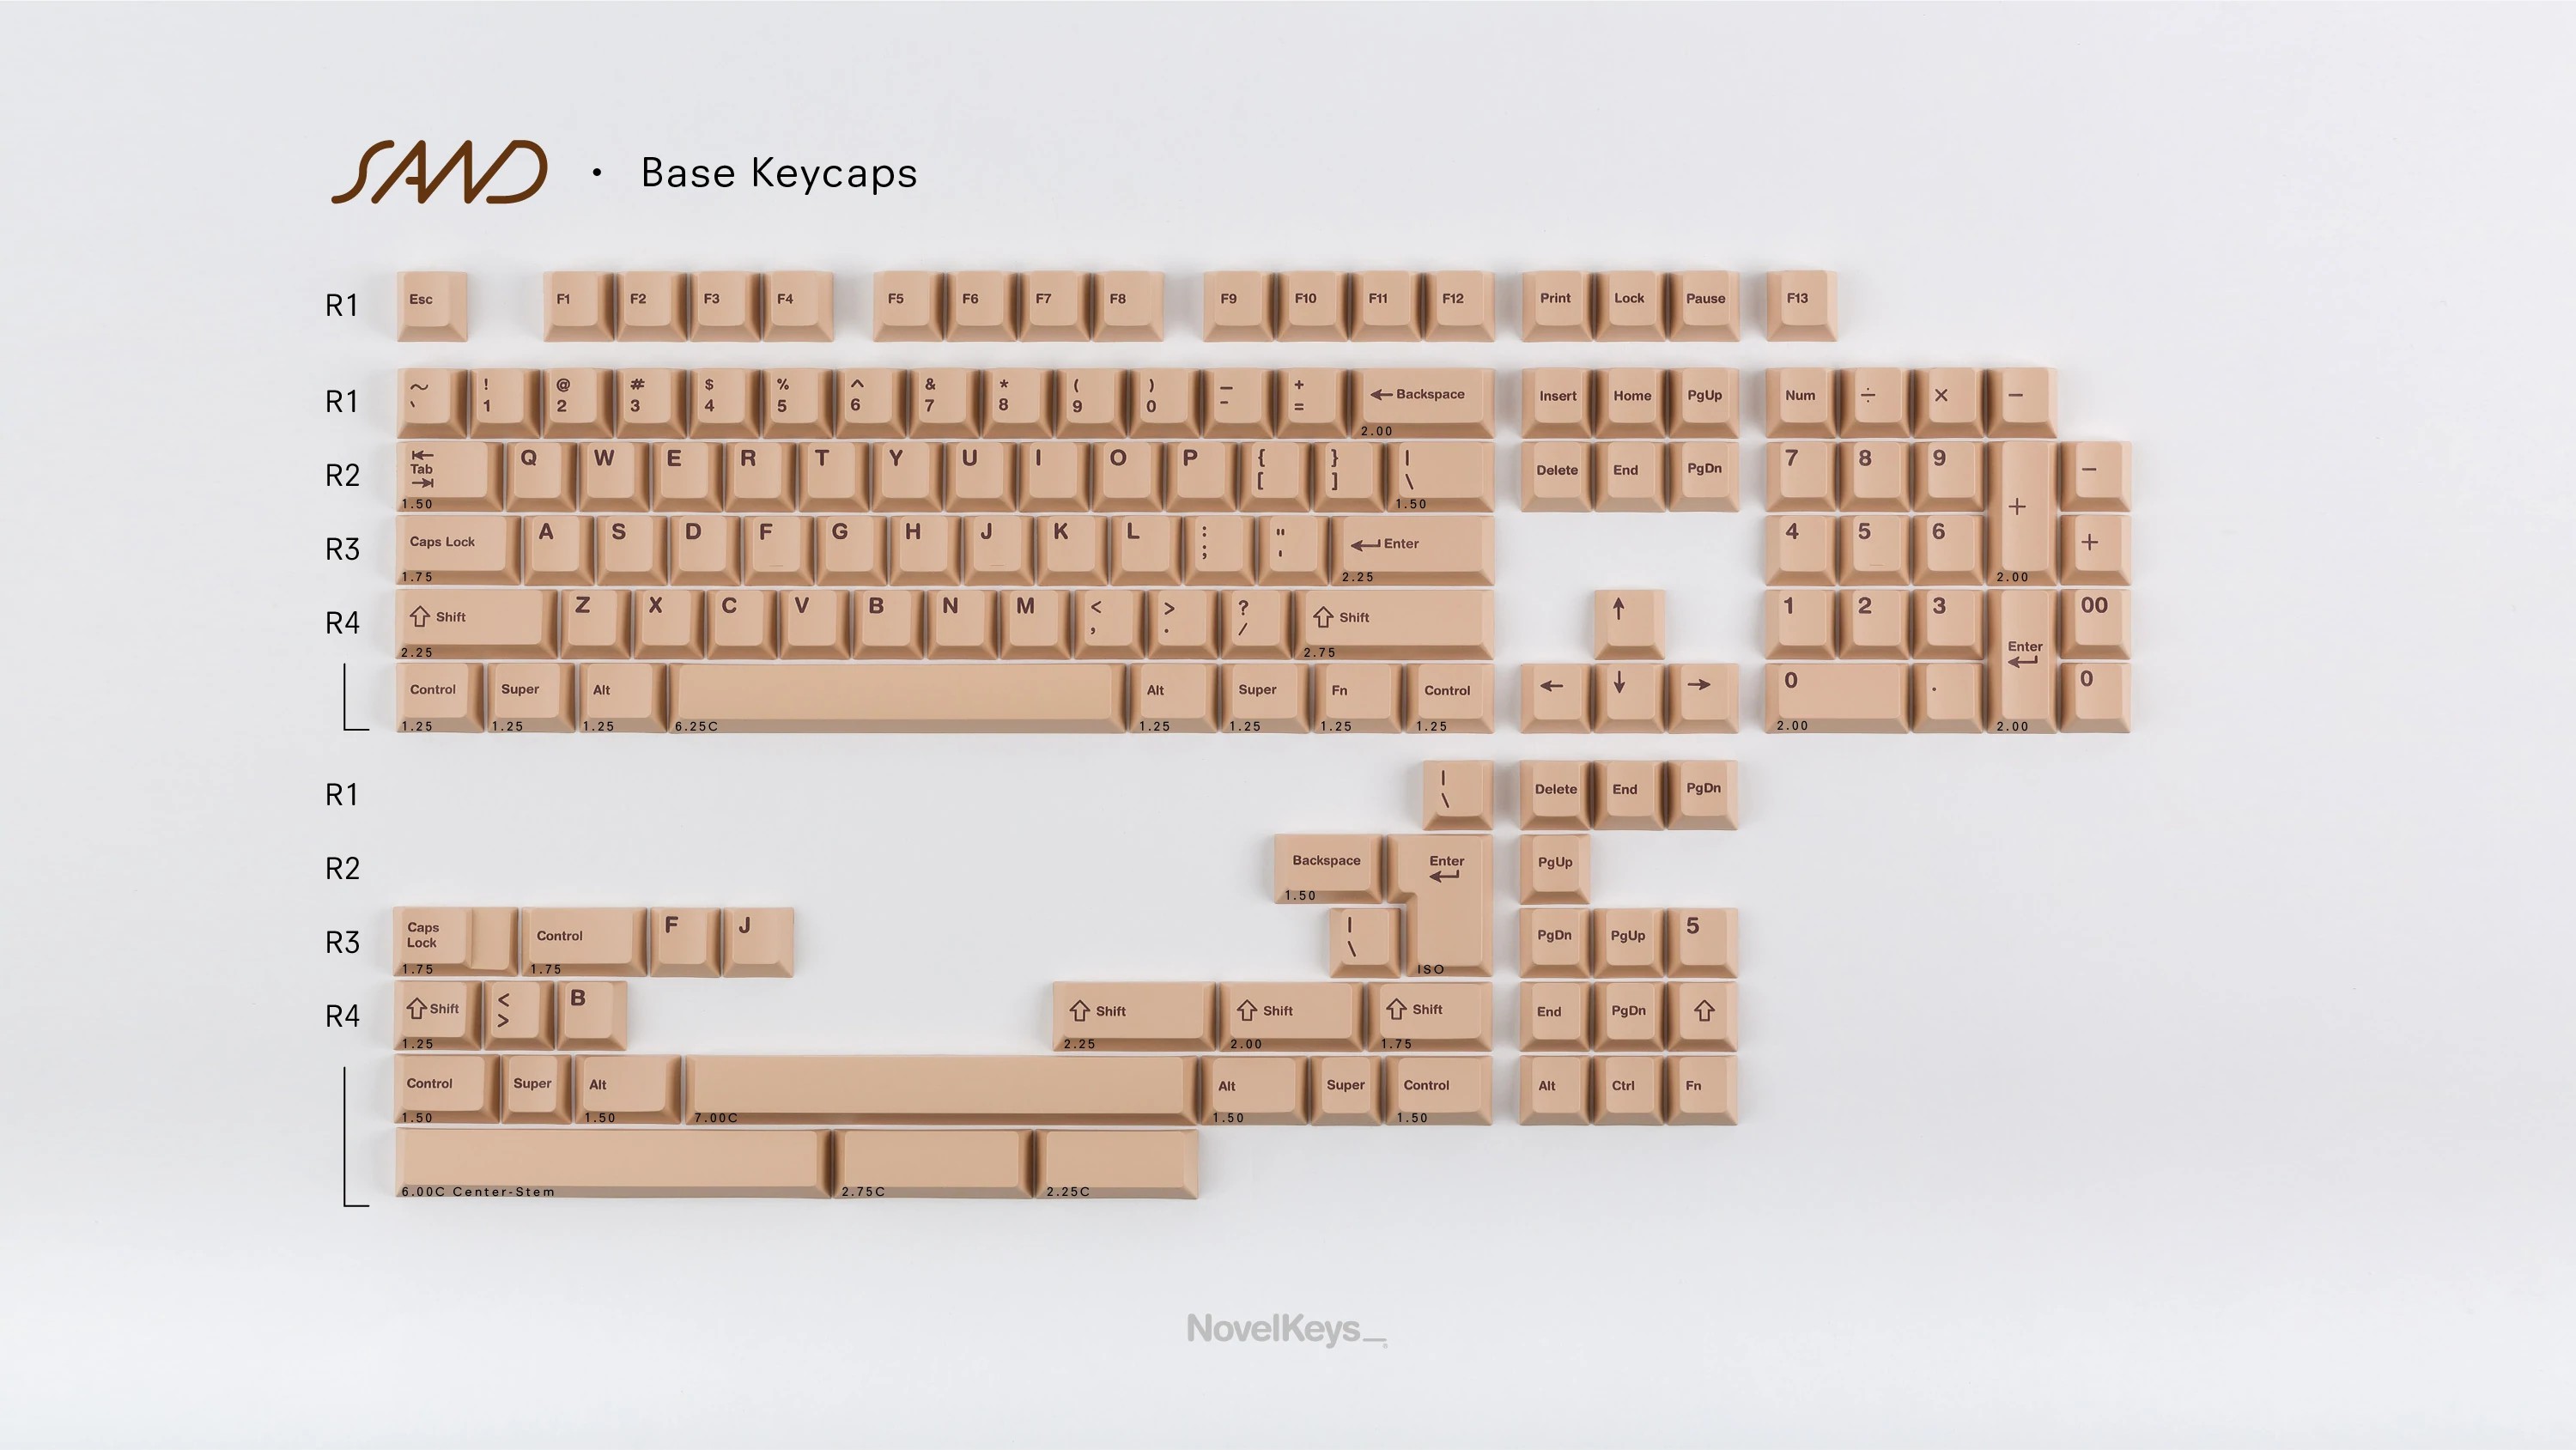 SAND · Base Keycaps
R1 Esc F1 F2 F3 F4 F5 F6 F7 F8 F9 F10 F11 F12 Print Lock Pause F13
R1 ~ ` ! 1 @ 2 # 3 $ 4 % 5 ^ 6 & 7 * 8 ( 9 ) 0 _ - + = ← Backspace 2.00 Insert Home PgUp Num ÷ × −
R2 Tab 1.50 Q W E R T Y U I O P { [ } ] | \ 1.50 Delete End PgDn 7 8 9 + 2.00 −
R3 Caps Lock 1.75 A S D F G H J K L : ; " ' Enter 2.25 4 5 6 +
R4 Shift 2.25 Z X C V B N M < , > . ? / Shift 2.75 ↑ 1 2 3 Enter 2.00 00
Control 1.25 Super 1.25 Alt 1.25 6.25C Alt 1.25 Super 1.25 Fn 1.25 Control 1.25 ← ↓ → 0 2.00 . 0
R1 | \ Delete End PgDn
R2 Backspace 1.50 Enter ISO PgUp
R3 Caps Lock 1.75 Control 1.75 F J | \ PgDn PgUp 5
R4 Shift 1.25 < > B Shift 2.25 Shift 2.00 Shift 1.75 End PgDn ⇧
Control 1.50 Super Alt 1.50 7.00C Alt 1.50 Super Control 1.50 Alt Ctrl Fn
6.00C Center-Stem 2.75C 2.25C
NovelKeys_